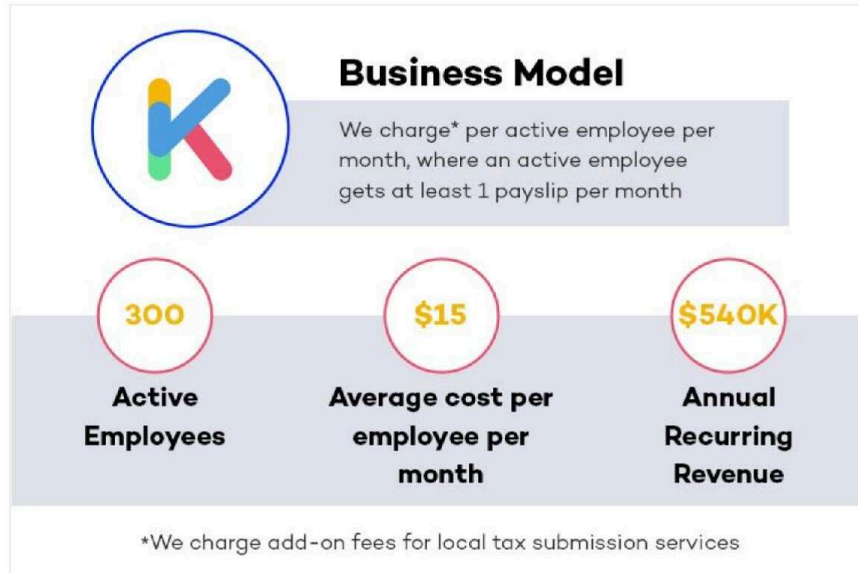 Business Model
We charge* per active employee per
month, where an active employee
gets at least 1 payslip per month
300
$15
$540K
Active
Employees
Average cost per
employee per
month
Annual
Recurring
Revenue
*We charge add-on fees for local tax submission services